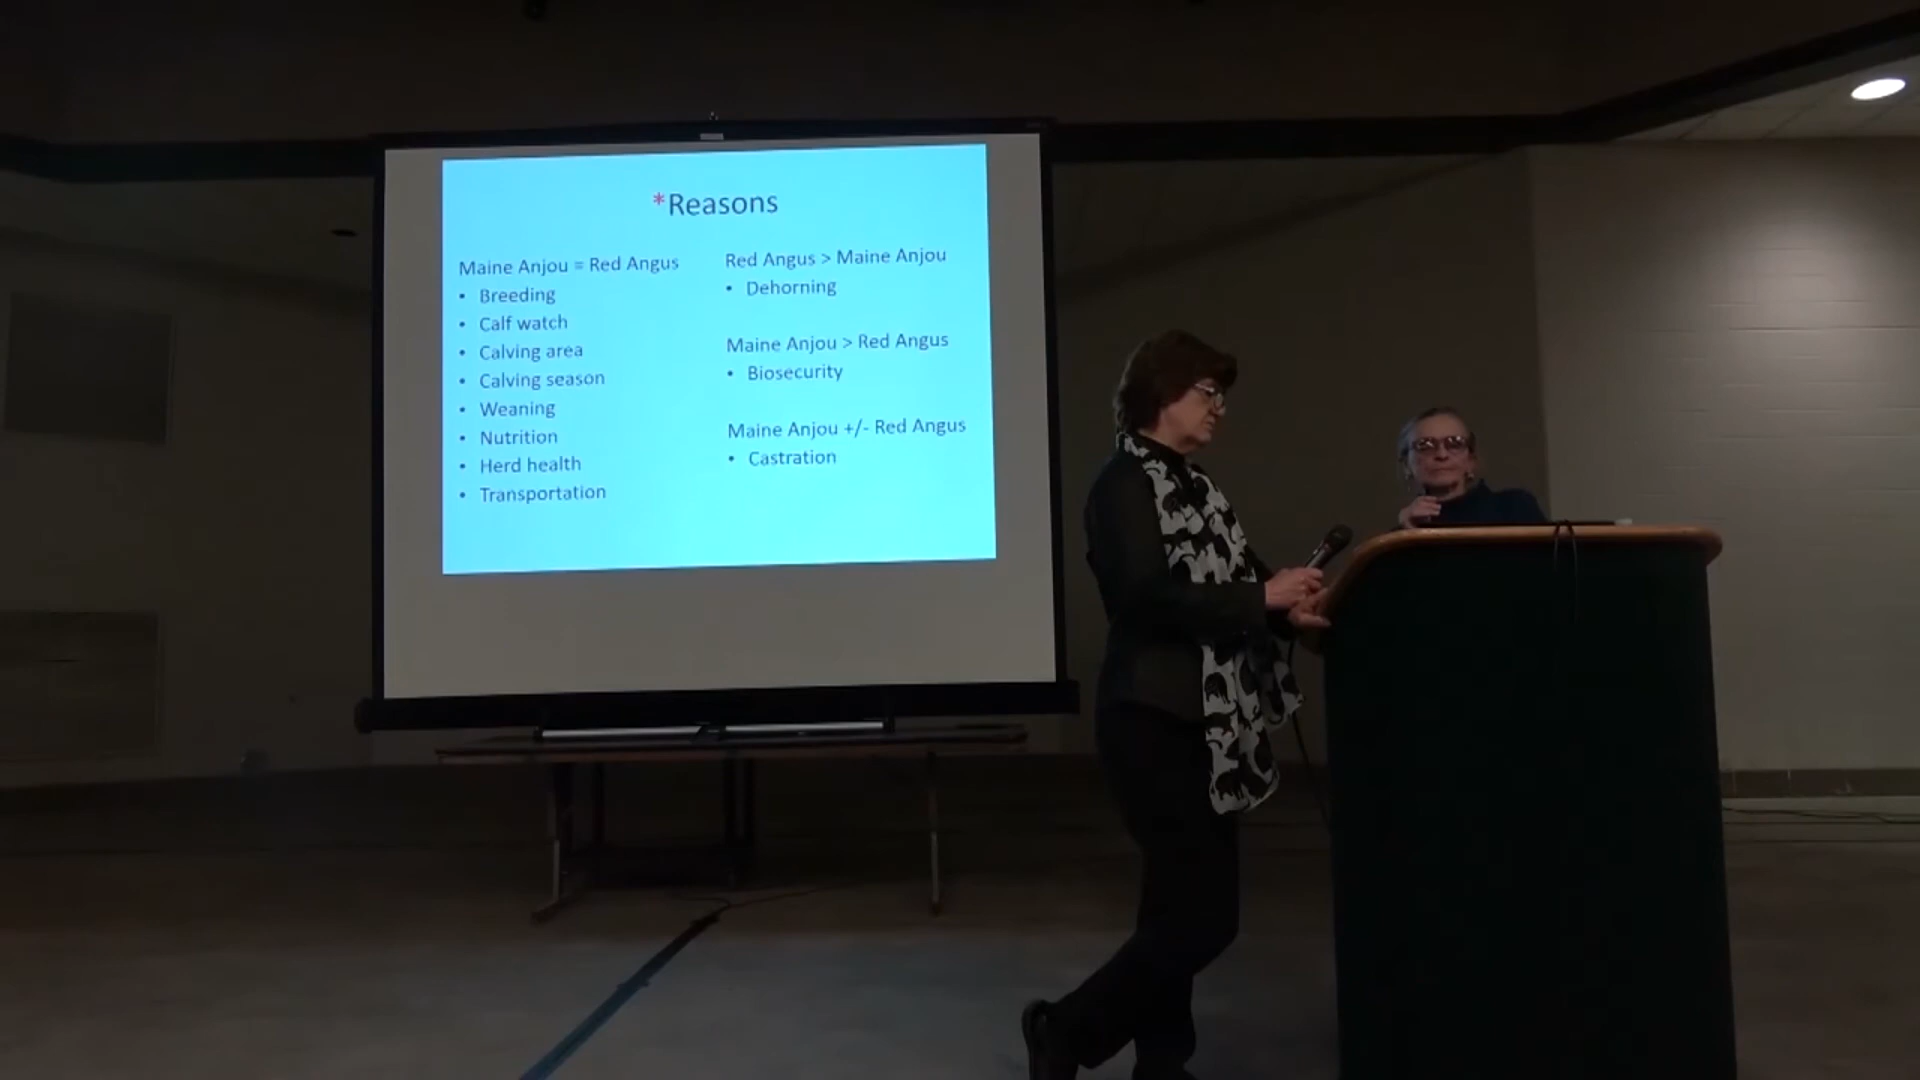 *Reasons
Maine Anjou = Red Angus
• Breeding
• Calf watch
• Calving area
• Calving season
• Weaning
• Nutrition
• Herd health
• Transportation
Red Angus > Maine Anjou
• Dehorning
Maine Anjou > Red Angus
• Biosecurity
Maine Anjou +/- Red Angus
• Castration